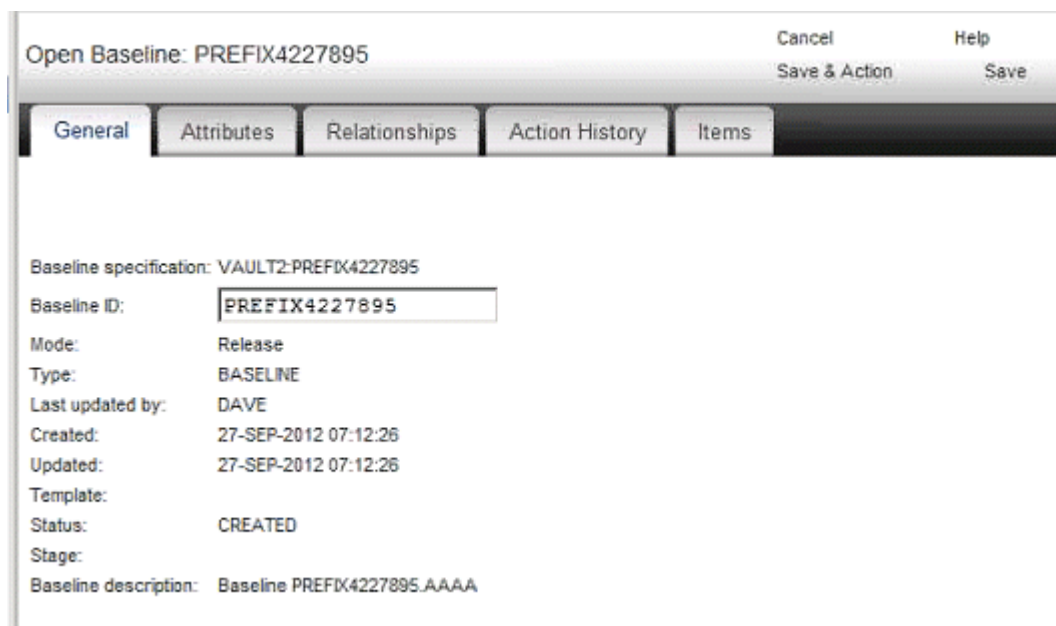 Open Baseline: PREFIX4227895
Cancel Help
Save & Action Save
General Attributes Relationships Action History Items
Baseline specification: VAULT2:PREFIX4227895
Baseline ID: PREFIX4227895
Mode: Release
Type: BASELINE
Last updated by: DAVE
Created: 27-SEP-2012 07:12:26
Updated: 27-SEP-2012 07:12:26
Template:
Status: CREATED
Stage:
Baseline description: Baseline PREFIX4227895.AAAA